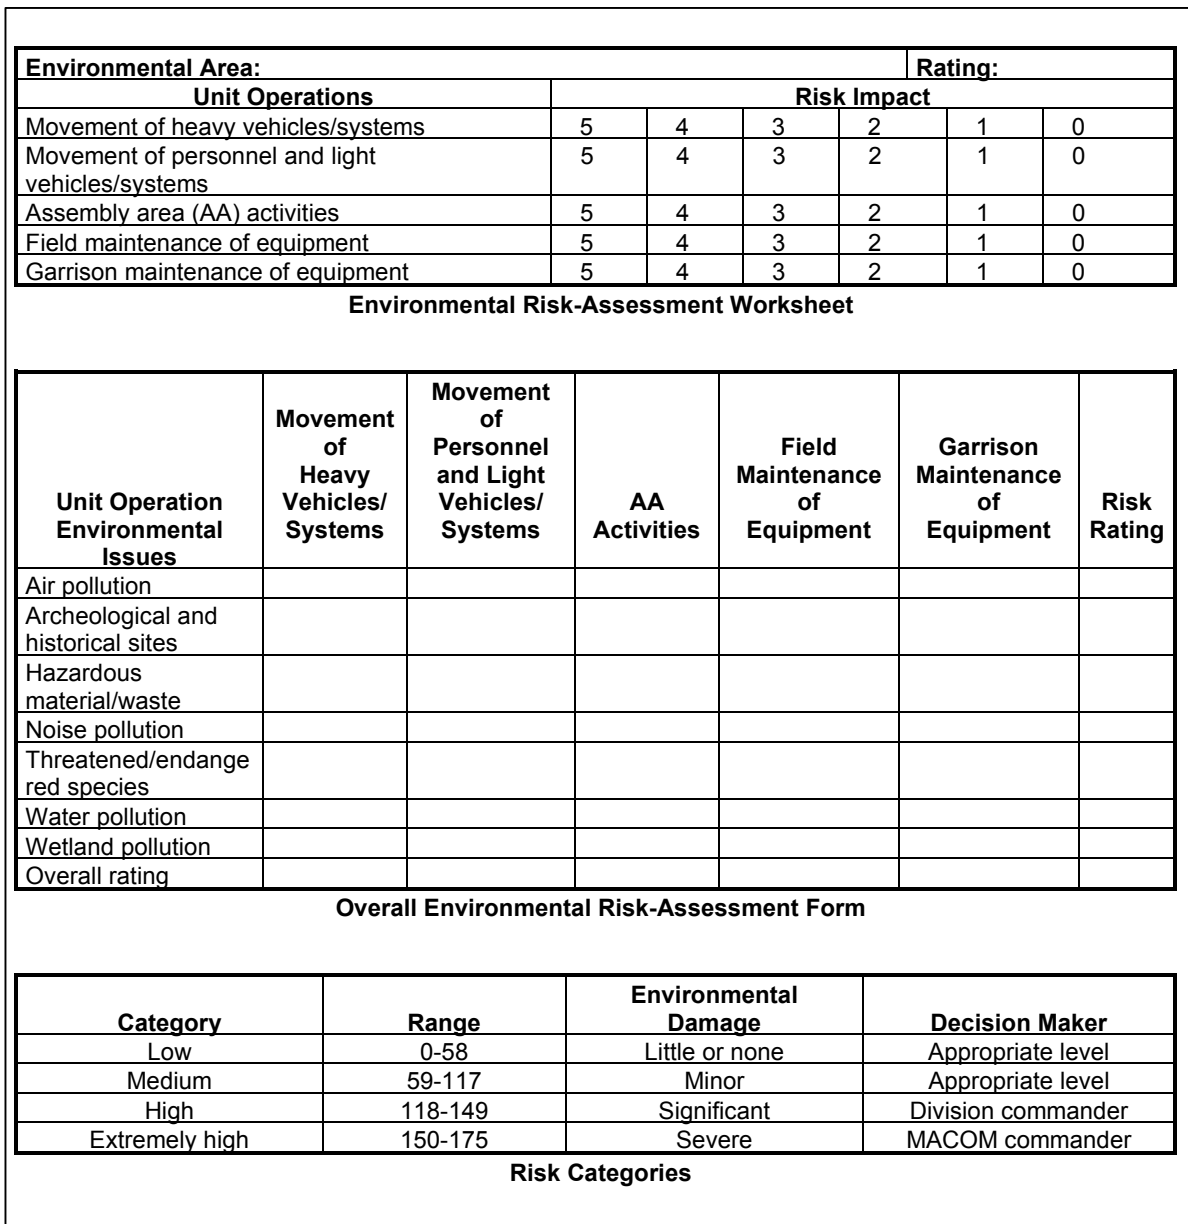 Environmental Area: Rating:
Unit Operations Risk Impact
Movement of heavy vehicles/systems 5 4 3 2 1 0
Movement of personnel and light 5 4 3 2 1 0
vehicles/systems
Assembly area (AA) activities 5 4 3 2 1 0
Field maintenance of equipment 5 4 3 2 1 0
Garrison maintenance of equipment 5 4 3 2 1 0
Environmental Risk-Assessment Worksheet
Unit Operation
Environmental
Issues
Movement
of
Heavy
Vehicles/
Systems
Movement
of
Personnel
and Light
Vehicles/
Systems
AA
Activities
Field
Maintenance
of
Equipment
Garrison
Maintenance
of
Equipment
Risk
Rating
Air pollution
Archeological and
historical sites
Hazardous
material/waste
Noise pollution
Threatened/endange
red species
Water pollution
Wetland pollution
Overall rating
Overall Environmental Risk-Assessment Form
Category Range Environmental
Damage Decision Maker
Low 0-58 Little or none Appropriate level
Medium 59-117 Minor Appropriate level
High 118-149 Significant Division commander
Extremely high 150-175 Severe MACOM commander
Risk Categories